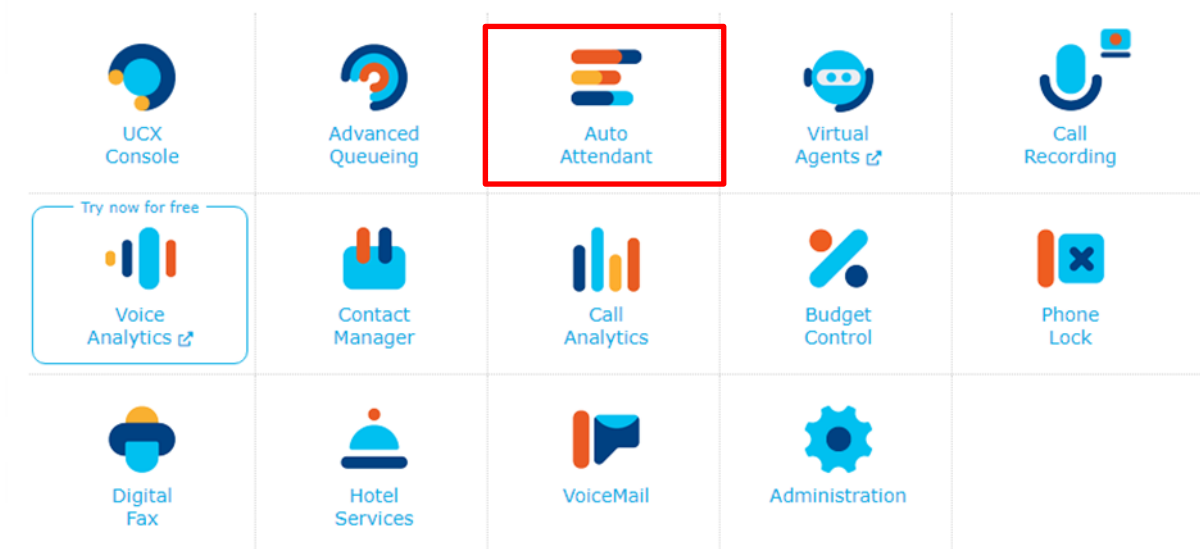 UCX
Console
Advanced
Queueing
Auto
Attendant
Virtual
Agents
Call
Recording
Try now for free
Voice
Analytics
Contact
Manager
Call
Analytics
Budget
Control
Phone
Lock
Digital
Fax
Hotel
Services
VoiceMail
Administration